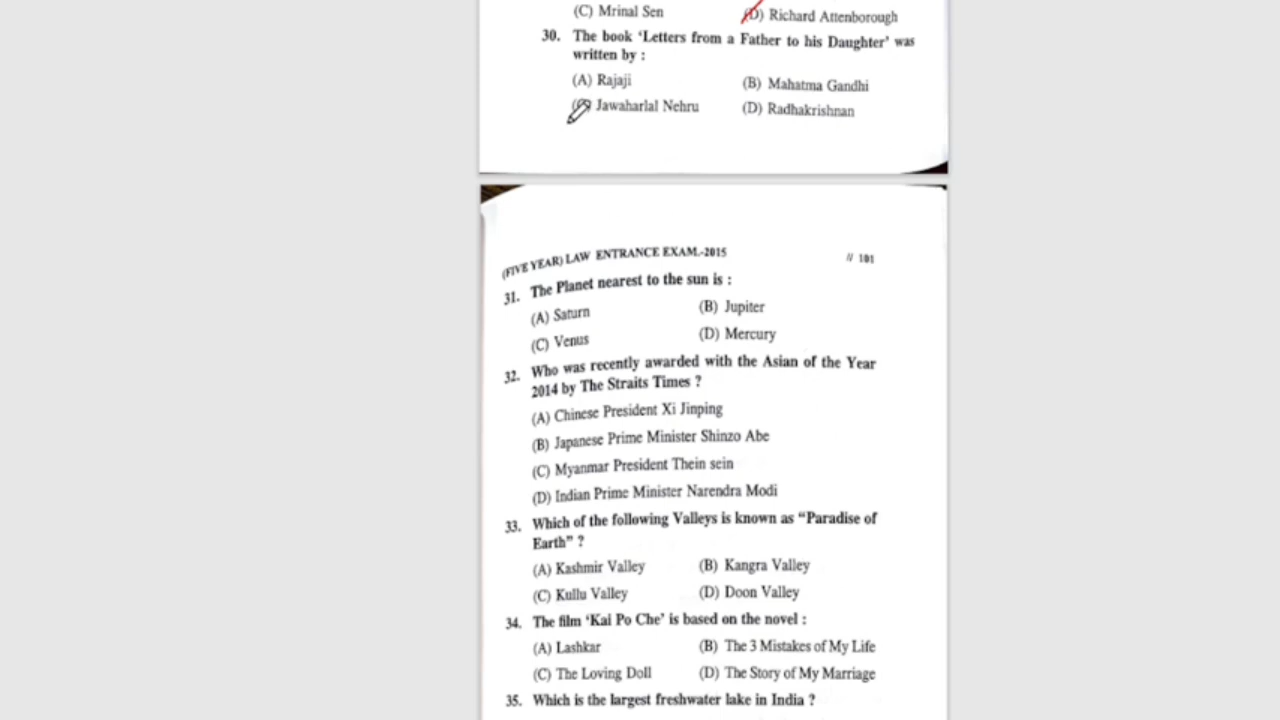 (C) Mrinal Sen (D) Richard Attenborough
30. The book ‘Letters from a Father to his Daughter’ was
written by :
(A) Rajaji (B) Mahatma Gandhi
Jawaharlal Nehru (D) Radhakrishnan
(FIVE YEAR) LAW ENTRANCE EXAM.-2015 // 101
31. The Planet nearest to the sun is :
(A) Saturn (B) Jupiter
(C) Venus (D) Mercury
32. Who was recently awarded with the Asian of the Year
2014 by The Straits Times ?
(A) Chinese President Xi Jinping
(B) Japanese Prime Minister Shinzo Abe
(C) Myanmar President Thein sein
(D) Indian Prime Minister Narendra Modi
33. Which of the following Valleys is known as “Paradise of
Earth” ?
(A) Kashmir Valley (B) Kangra Valley
(C) Kullu Valley (D) Doon Valley
34. The film ‘Kai Po Che’ is based on the novel :
(A) Lashkar (B) The 3 Mistakes of My Life
(C) The Loving Doll (D) The Story of My Marriage
35. Which is the largest freshwater lake in India ?